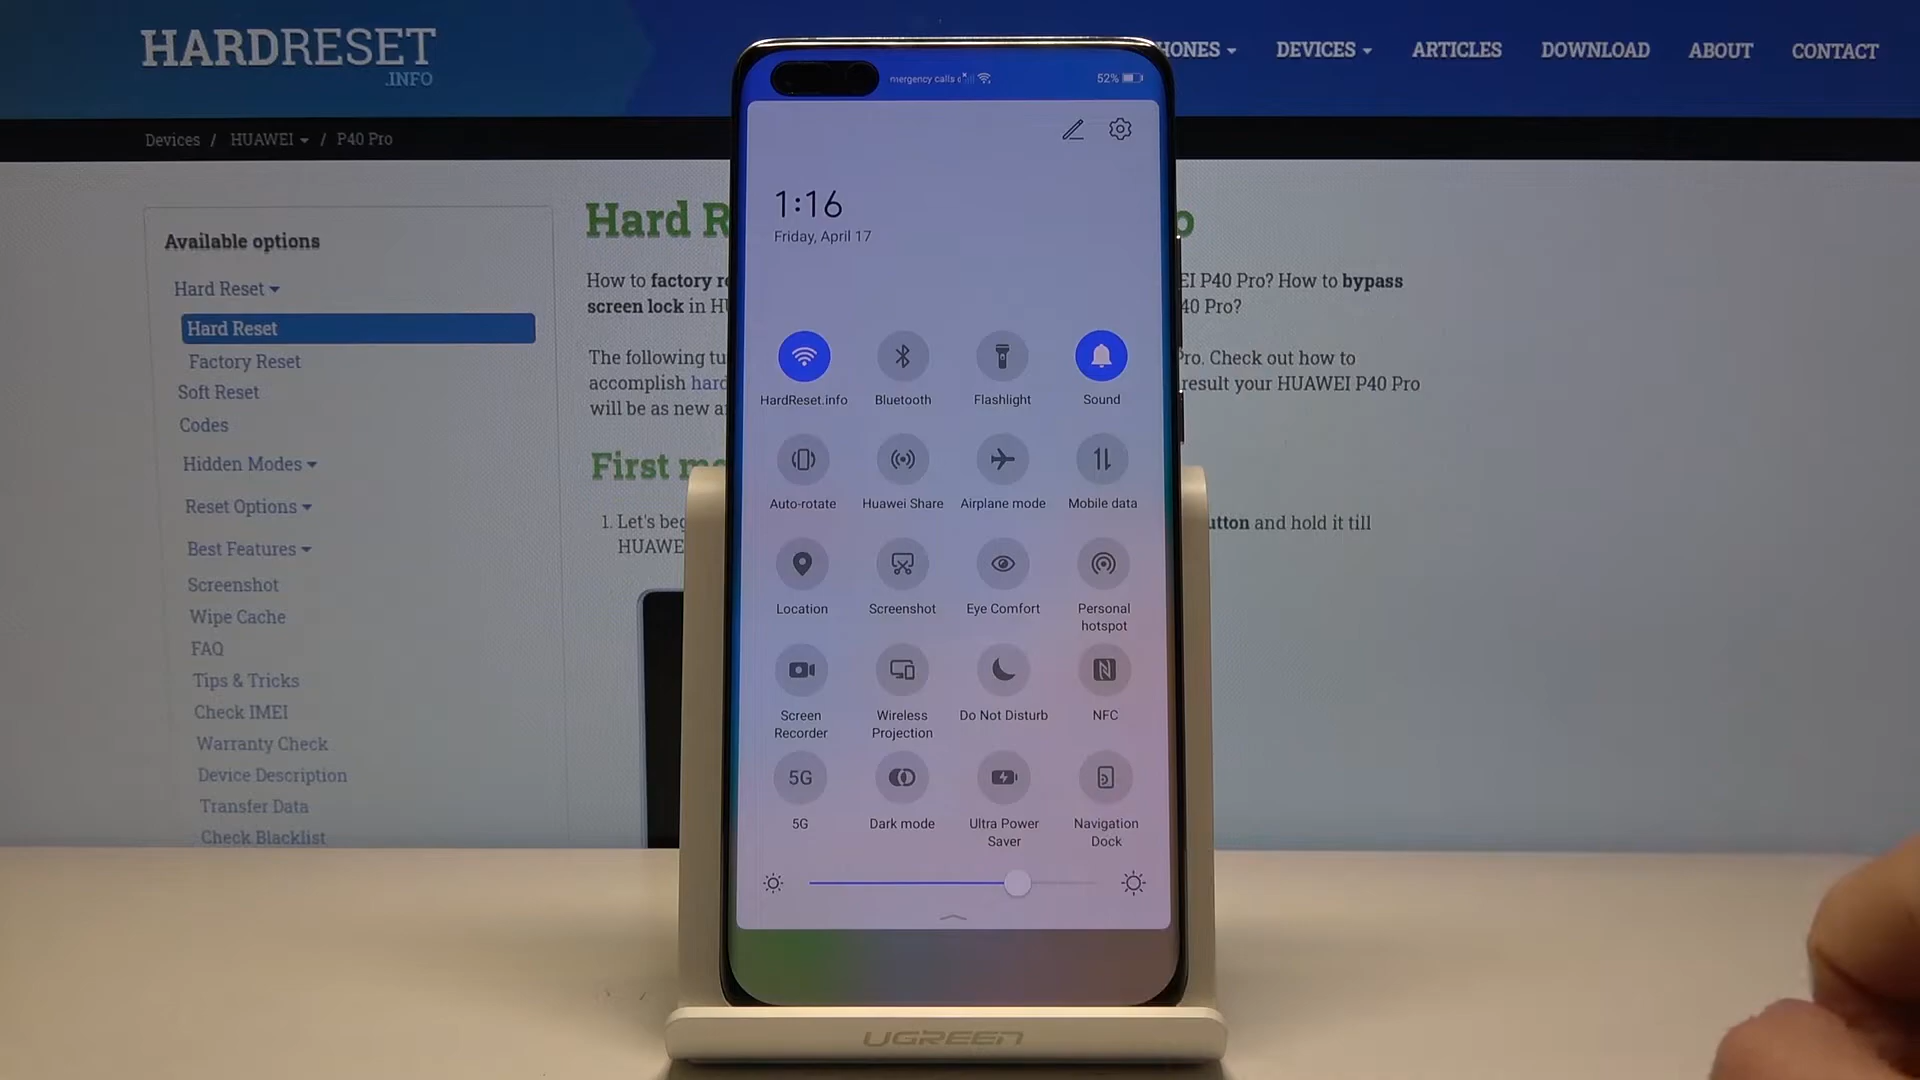 HARDRESET
.INFO
HONES
DEVICES
ARTICLES
DOWNLOAD
ABOUT
CONTACT
Devices / HUAWEI / P40 Pro
Available options
Hard Reset
Hard Reset
Factory Reset
Soft Reset
Codes
Hidden Modes
Reset Options
Best Features
Screenshot
Wipe Cache
FAQ
Tips & Tricks
Check IMEI
Warranty Check
Device Description
Transfer Data
Check Blacklist
Hard R
o
How to factory re
EI P40 Pro? How to bypass
screen lock in H
40 Pro?
The following tu
Pro. Check out how to
accomplish hard
result your HUAWEI P40 Pro
will be as new a
First m
1. Let's beg
utton and hold it till
HUAWE
mergency calls o
52%
1:16
Friday, April 17
HardReset.info
Bluetooth
Flashlight
Sound
Auto-rotate
Huawei Share
Airplane mode
Mobile data
Location
Screenshot
Eye Comfort
Personal
hotspot
Screen
Recorder
Wireless
Projection
Do Not Disturb
NFC
5G
5G
Dark mode
Ultra Power
Saver
Navigation
Dock
UGREEN